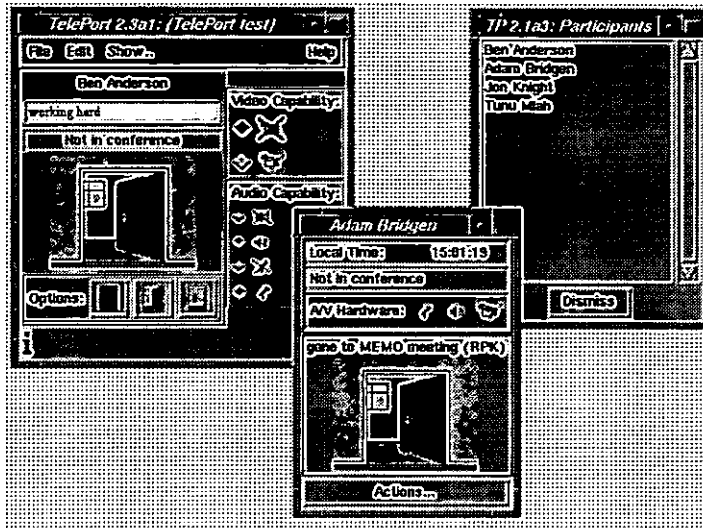 TelePort 2.3a1: (TelePort test)
File Edit Show.. Help
Ben Anderson
working hard
Not in conference
Options:
Video Capability:
Audio Capability:
TP 2.1a3: Participants
Ben Anderson
Adam Bridgen
Jon Knight
Tunu Miah
Dismiss
Adam Bridgen
Local Time: 15:01:19
Not in conference
A/V Hardware:
gone to MEMO meeting (RPK)
Actions...